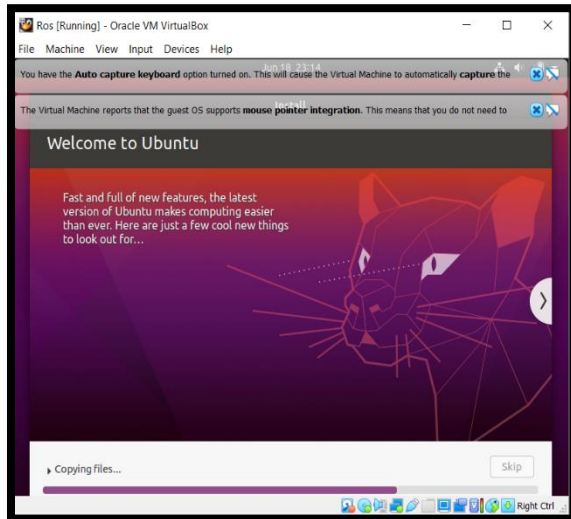 Ros [Running] - Oracle VM VirtualBox
File Machine View Input Devices Help
Jun 18 23:14
You have the Auto capture keyboard option turned on. This will cause the Virtual Machine to automatically capture the
Install
The Virtual Machine reports that the guest OS supports mouse pointer integration. This means that you do not need to
Welcome to Ubuntu
Fast and full of new features, the latest
version of Ubuntu makes computing easier
than ever. Here are just a few cool new things
to look out for...
Copying files...
Skip
Right Ctrl